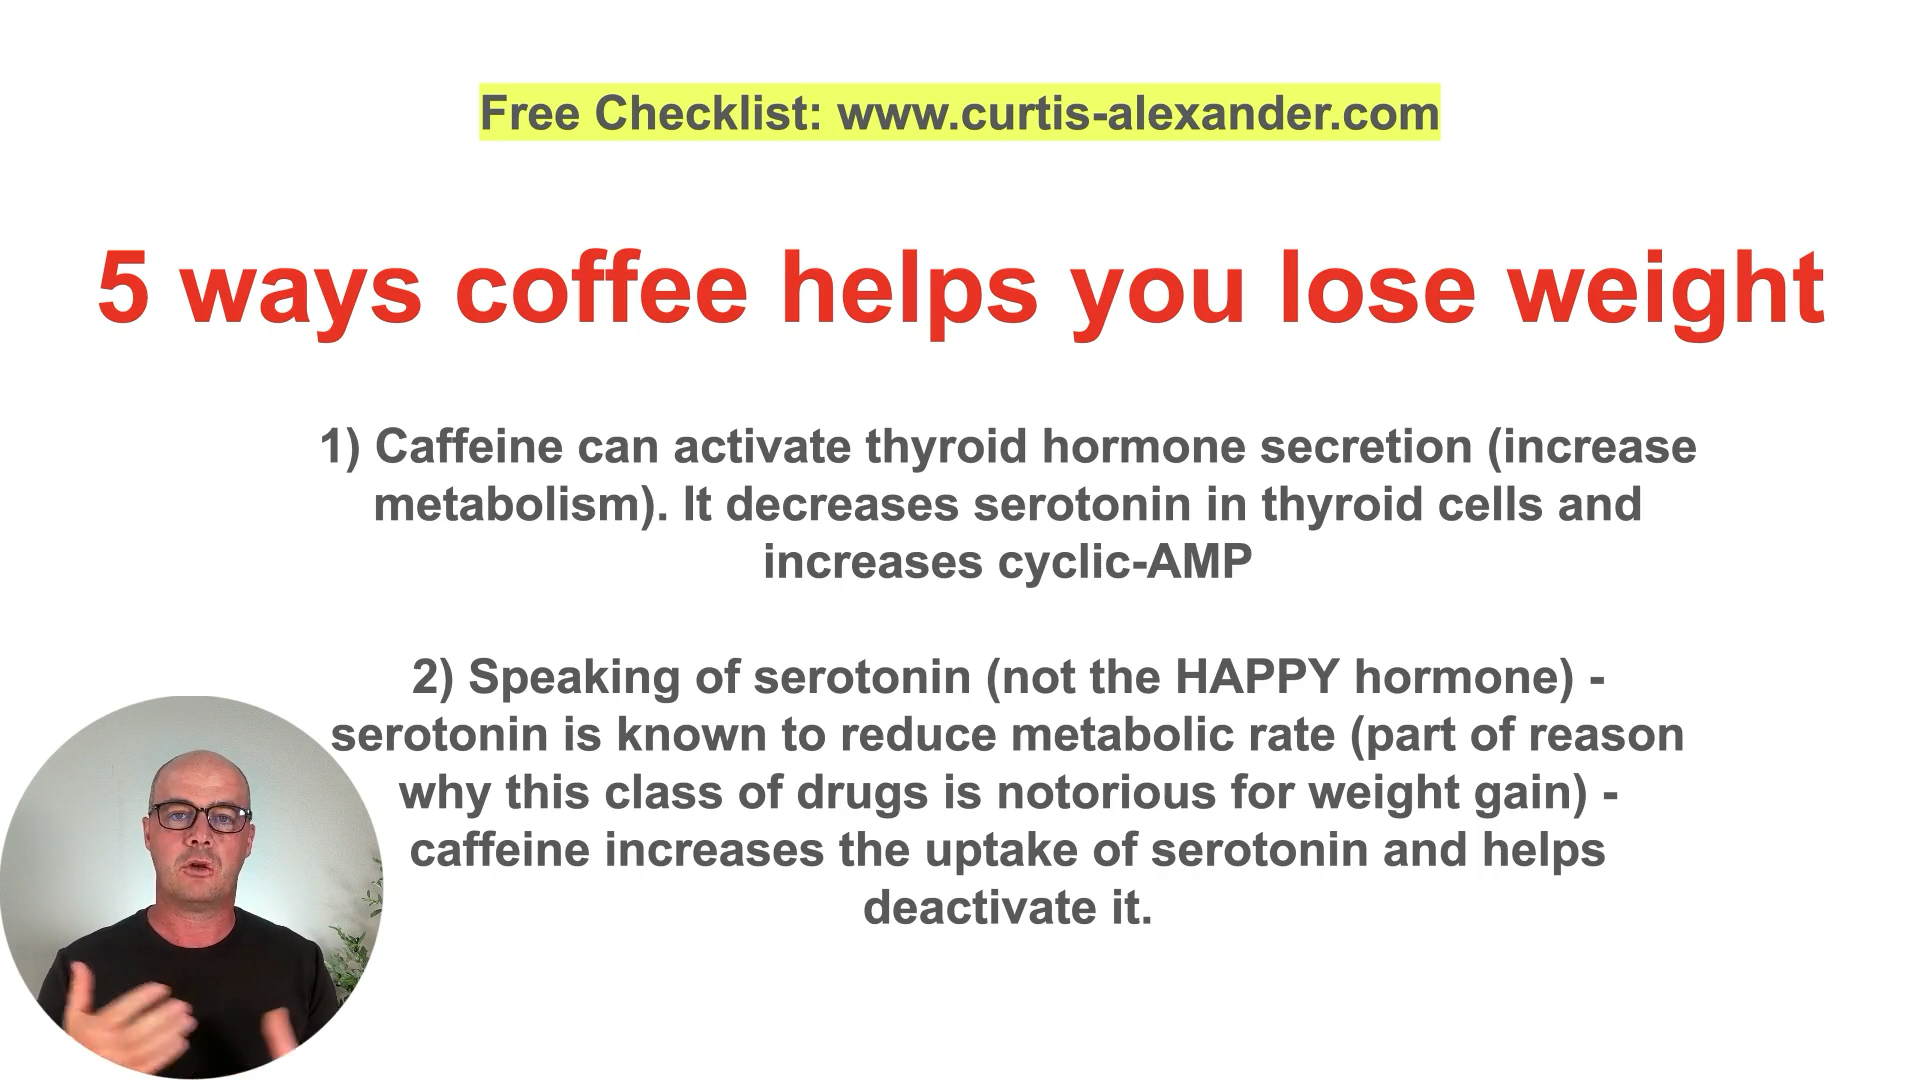 Free Checklist: www.curtis-alexander.com
5 ways coffee helps you lose weight
1) Caffeine can activate thyroid hormone secretion (increase
metabolism). It decreases serotonin in thyroid cells and
increases cyclic-AMP
2) Speaking of serotonin (not the HAPPY hormone) -
serotonin is known to reduce metabolic rate (part of reason
why this class of drugs is notorious for weight gain) -
caffeine increases the uptake of serotonin and helps
deactivate it.